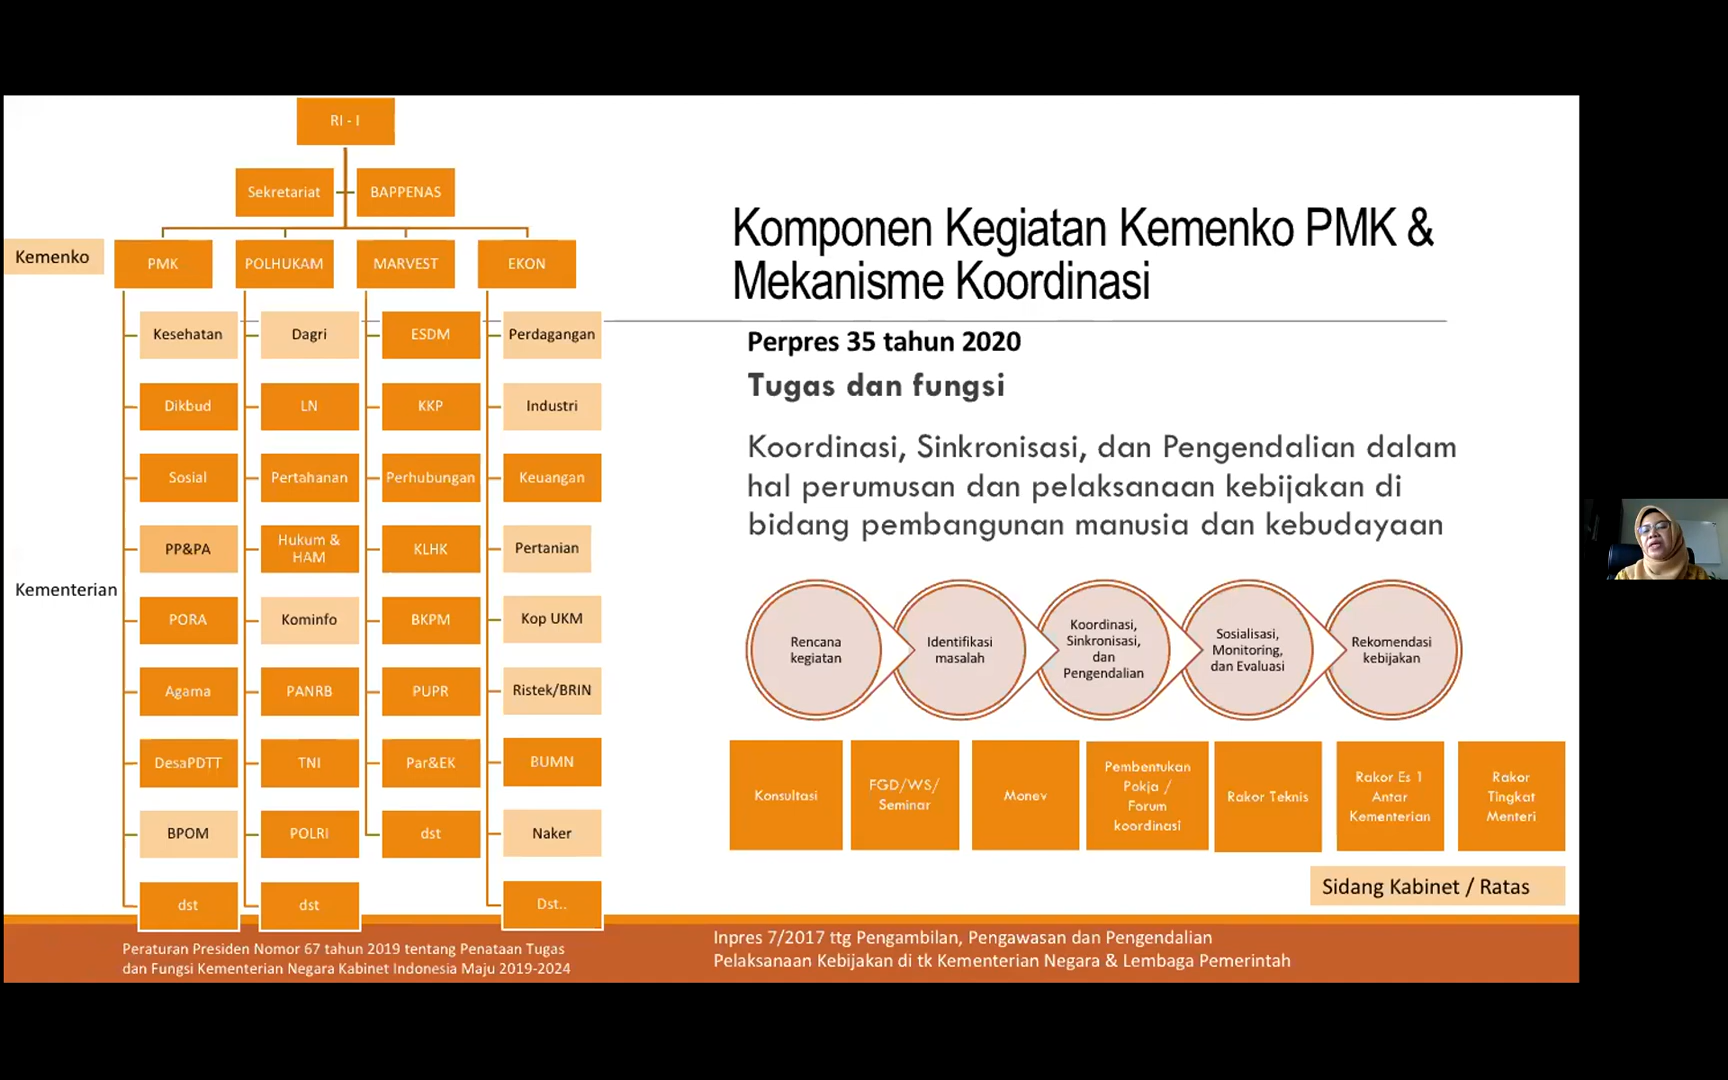 RI - I
Sekretariat
BAPPENAS
Kemenko
PMK
POLHUKAM
MARVEST
EKON
Kementerian
Kesehatan
Dikbud
Sosial
PP&PA
PORA
Agama
DesaPDTT
BPOM
dst
Dagri
LN
Pertahanan
Hukum &
HAM
Kominfo
PANRB
TNI
POLRI
dst
ESDM
KKP
Perhubungan
KLHK
BKPM
PUPR
Par&EK
dst
Perdagangan
Industri
Keuangan
Pertanian
Kop UKM
Ristek/BRIN
BUMN
Naker
Dst..
Peraturan Presiden Nomor 67 tahun 2019 tentang Penataan Tugas
dan Fungsi Kementerian Negara Kabinet Indonesia Maju 2019-2024
Komponen Kegiatan Kemenko PMK &
Mekanisme Koordinasi
Perpres 35 tahun 2020
Tugas dan fungsi
Koordinasi, Sinkronisasi, dan Pengendalian dalam
hal perumusan dan pelaksanaan kebijakan di
bidang pembangunan manusia dan kebudayaan
Rencana
kegiatan
Identifikasi
masalah
Koordinasi,
Sinkronisasi,
dan
Pengendalian
Sosialisasi,
Monitoring,
dan Evaluasi
Rekomendasi
kebijakan
Konsultasi
FGD/WS/
Seminar
Monev
Pembentukan
Pokja /
Forum
koordinasi
Rakor Teknis
Rakor Es 1
Antar
Kementerian
Rakor
Tingkat
Menteri
Sidang Kabinet / Ratas
Inpres 7/2017 ttg Pengambilan, Pengawasan dan Pengendalian
Pelaksanaan Kebijakan di tk Kementerian Negara & Lembaga Pemerintah